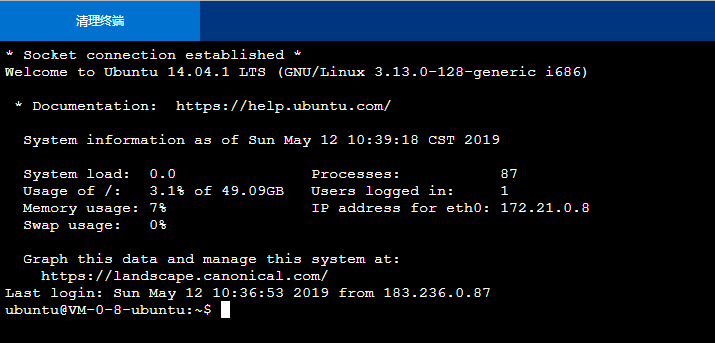 清理终端
* Socket connection established *
Welcome to Ubuntu 14.04.1 LTS (GNU/Linux 3.13.0-128-generic i686)
* Documentation:  https://help.ubuntu.com/
System information as of Sun May 12 10:39:18 CST 2019
System load:  0.0                Processes:           87
Usage of /:   3.1% of 49.09GB   Users logged in:     1
Memory usage: 7%                IP address for eth0: 172.21.0.8
Swap usage:   0%
Graph this data and manage this system at:
https://landscape.canonical.com/
Last login: Sun May 12 10:36:53 2019 from 183.236.0.87
ubuntu@VM-0-8-ubuntu:~$